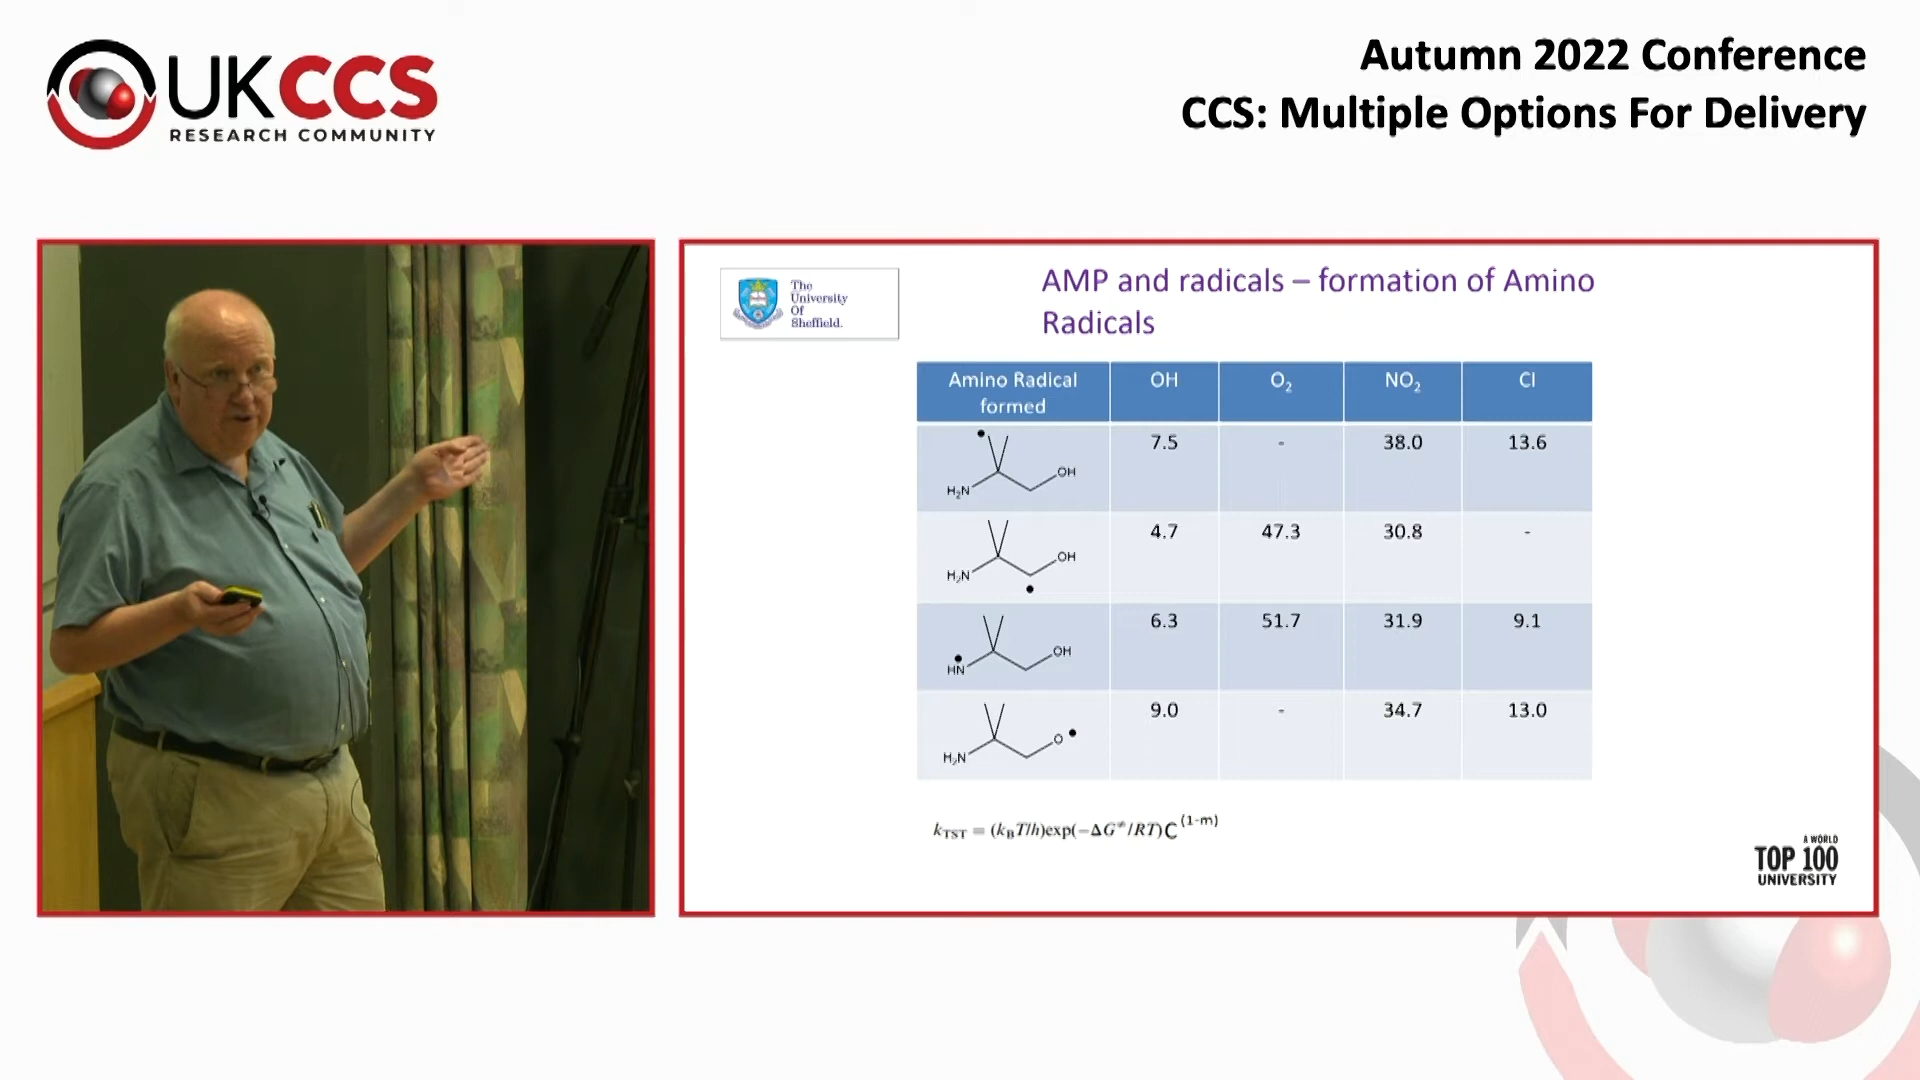 UKCCS
RESEARCH COMMUNITY
Autumn 2022 Conference
CCS: Multiple Options For Delivery
The
University
Of
Sheffield.
AMP and radicals – formation of Amino
Radicals
Amino Radical
formed
OH
O₂
NO₂
Cl
OH
H₂N
7.5
-
38.0
13.6
OH
H₂N
4.7
47.3
30.8
-
OH
HN
6.3
51.7
31.9
9.1
O
H₂N
9.0
-
34.7
13.0
k_TST = (k_BT/h)exp(−ΔG≠/RT)C^(1-m)
A WORLD
TOP 100
UNIVERSITY